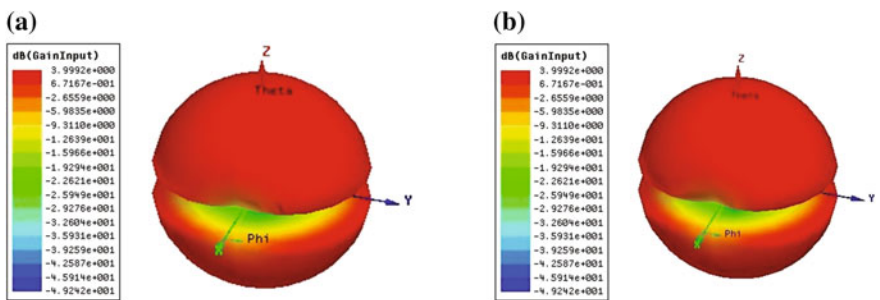 (a)
dB(GainInput)
3.9992e+000
6.7167e-001
-2.6559e+000
-5.9835e+000
-9.3110e+000
-1.2639e+001
-1.5966e+001
-1.9294e+001
-2.2621e+001
-2.5949e+001
-2.9276e+001
-3.2604e+001
-3.5931e+001
-3.9259e+001
-4.2587e+001
-4.5914e+001
-4.9242e+001
Z
Theta
Y
X
Phi
(b)
dB(GainInput)
3.9992e+000
6.7167e-001
-2.6559e+000
-5.9835e+000
-9.3110e+000
-1.2639e+001
-1.5966e+001
-1.9294e+001
-2.2621e+001
-2.5949e+001
-2.9276e+001
-3.2604e+001
-3.5931e+001
-3.9259e+001
-4.2587e+001
-4.5914e+001
-4.9242e+001
Z
Theta
Y
X
Phi